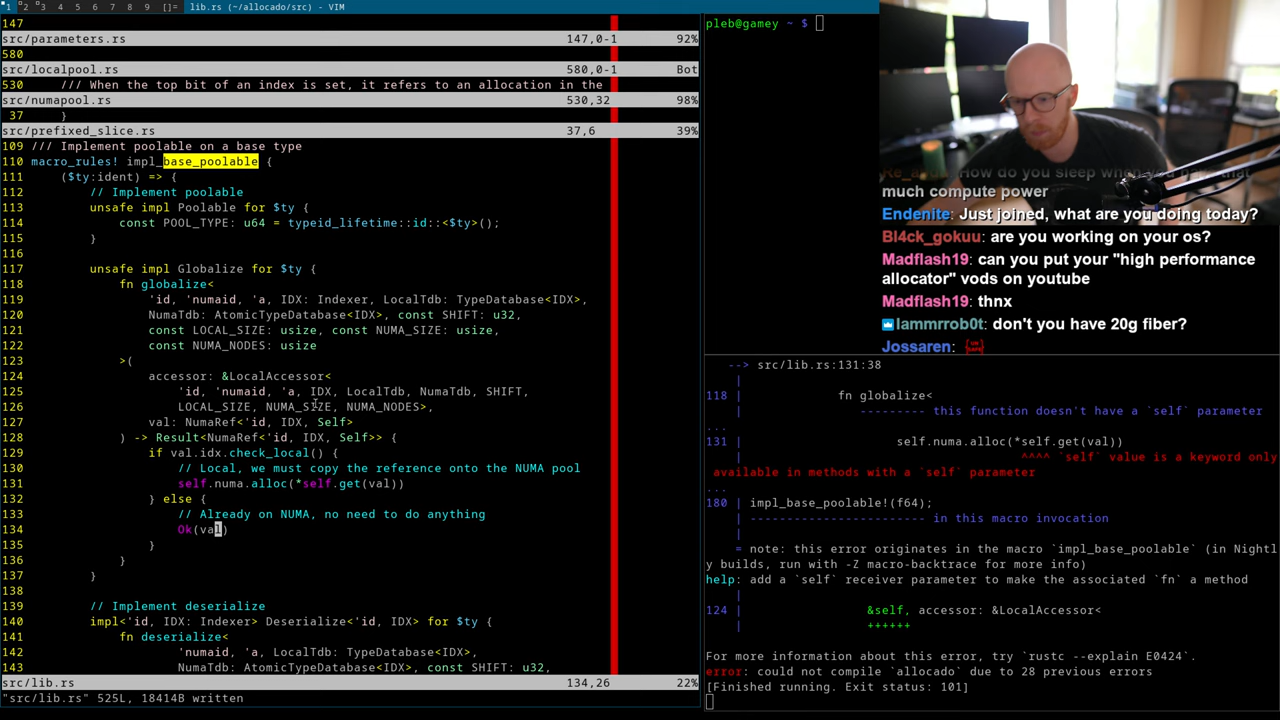 1 2 3 4 5 6 7 8 9 []= lib.rs (~/allocado/src) - VIM
147
src/parameters.rs 147,0-1 92%
580
src/localpool.rs 580,0-1 Bot
530 /// When the top bit of an index is set, it refers to an allocation in the
src/numapool.rs 530,32 98%
37 }
src/prefixed_slice.rs 37,6 39%
109 /// Implement poolable on a base type
110 macro_rules! impl_base_poolable {
111 ($ty:ident) => {
112 // Implement poolable
113 unsafe impl Poolable for $ty {
114 const POOL_TYPE: u64 = typeid_lifetime::id::<$ty>();
115 }
116
117 unsafe impl Globalize for $ty {
118 fn globalize<
119 'id, 'numaid, 'a, IDX: Indexer, LocalTdb: TypeDatabase<IDX>,
120 NumaTdb: AtomicTypeDatabase<IDX>, const SHIFT: u32,
121 const LOCAL_SIZE: usize, const NUMA_SIZE: usize,
122 const NUMA_NODES: usize
123 >(
124 accessor: &LocalAccessor<
125 'id, 'numaid, 'a, IDX, LocalTdb, NumaTdb, SHIFT,
126 LOCAL_SIZE, NUMA_SIZE, NUMA_NODES>,
127 val: NumaRef<'id, IDX, Self>
128 ) -> Result<NumaRef<'id, IDX, Self>> {
129 if val.idx.check_local() {
130 // Local, we must copy the reference onto the NUMA pool
131 self.numa.alloc(*self.get(val))
132 } else {
133 // Already on NUMA, no need to do anything
134 Ok(val)
135 }
136 }
137 }
138
139 // Implement deserialize
140 impl<'id, IDX: Indexer> Deserialize<'id, IDX> for $ty {
141 fn deserialize<
142 'numaid, 'a, LocalTdb: TypeDatabase<IDX>,
143 NumaTdb: AtomicTypeDatabase<IDX>, const SHIFT: u32,
src/lib.rs 134,26 22%
"src/lib.rs" 525L, 18414B written
pleb@gamey ~ $
How do you sleep when you
much compute power
Endenite: Just joined, what are you doing today?
Bl4ck_gokuu: are you working on your os?
Madflash19: can you put your "high performance
allocator" vods on youtube
Madflash19: thnx
Iammrrob0t: don't you have 20g fiber?
Jossaren:
--> src/lib.rs:131:38
|
118 | fn globalize<
| --------- this function doesn't have a `self` parameter
...
131 | self.numa.alloc(*self.get(val))
| ^^^^ `self` value is a keyword only
available in methods with a `self` parameter
...
180 | impl_base_poolable!(f64);
| ------------------------ in this macro invocation
|
= note: this error originates in the macro `impl_base_poolable` (in Nightl
y builds, run with -Z macro-backtrace for more info)
help: add a `self` receiver parameter to make the associated `fn` a method
|
124 | &self, accessor: &LocalAccessor<
| ++++++
For more information about this error, try `rustc --explain E0424`.
error: could not compile `allocado` due to 28 previous errors
[Finished running. Exit status: 101]